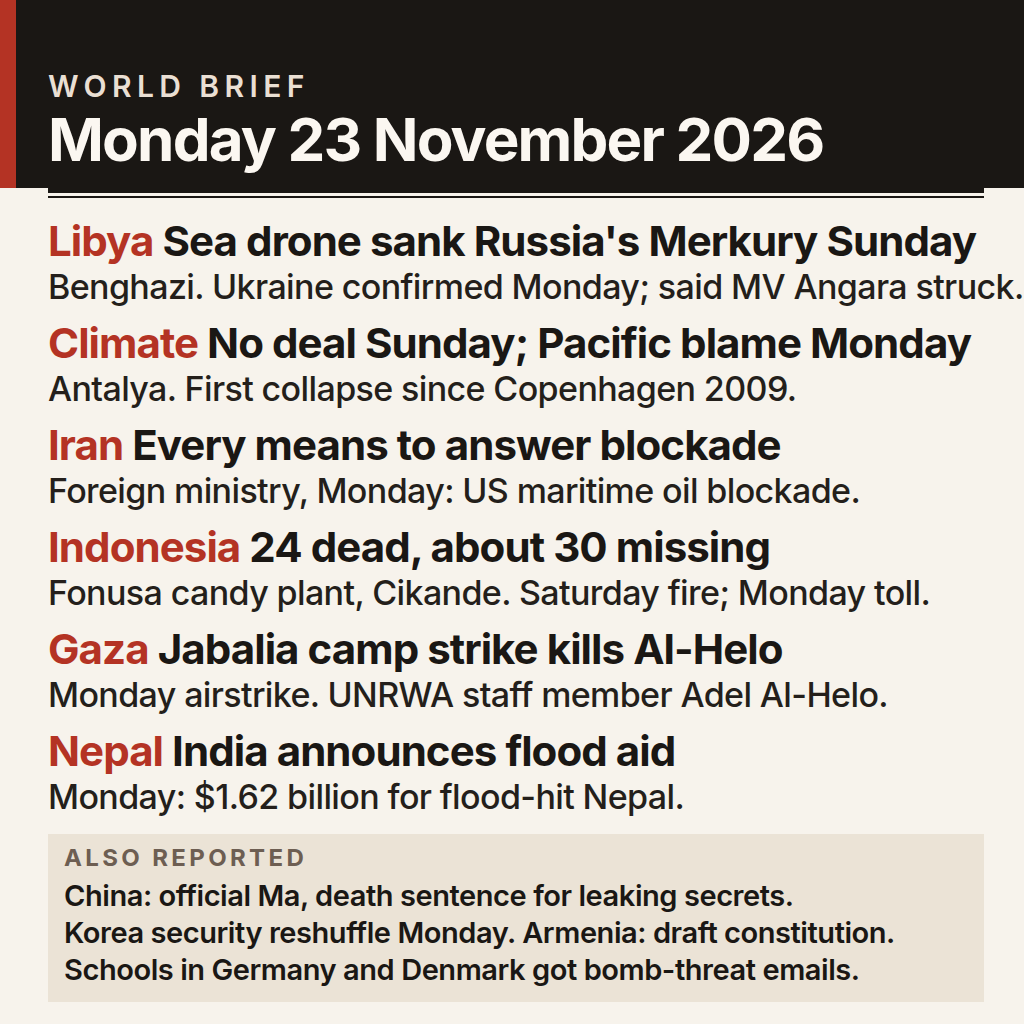 WORLD BRIEF
Monday 23 November 2026
Libya Sea drone sank Russia's Merkury Sunday
Benghazi. Ukraine confirmed Monday; said MV Angara struck.
Climate No deal Sunday; Pacific blame Monday
Antalya. First collapse since Copenhagen 2009.
Iran Every means to answer blockade
Foreign ministry, Monday: US maritime oil blockade.
Indonesia 24 dead, about 30 missing
Fonusa candy plant, Cikande. Saturday fire; Monday toll.
Gaza Jabalia camp strike kills Al-Helo
Monday airstrike. UNRWA staff member Adel Al-Helo.
Nepal India announces flood aid
Monday: $1.62 billion for flood-hit Nepal.
ALSO REPORTED
China: official Ma, death sentence for leaking secrets.
Korea security reshuffle Monday. Armenia: draft constitution.
Schools in Germany and Denmark got bomb-threat emails.